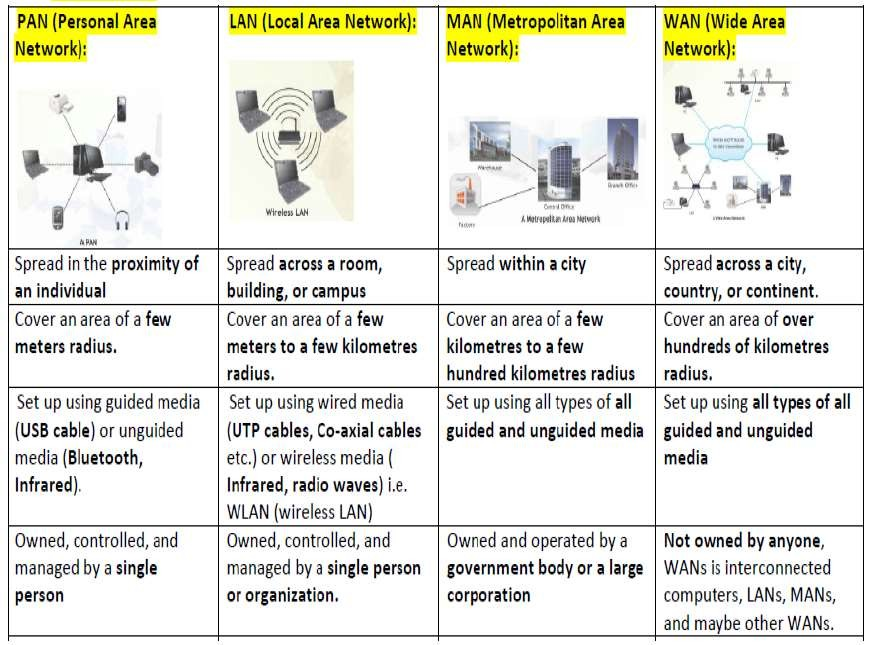 PAN (Personal Area
Network):
A PAN
LAN (Local Area Network):
Wireless LAN
MAN (Metropolitan Area
Network):
Warehouse
Factory
Central Office
Branch Office
A Metropolitan Area Network
WAN (Wide Area
Network):
A Wide Area Network
Spread in the proximity of
an individual
Spread across a room,
building, or campus
Spread within a city
Spread across a city,
country, or continent.
Cover an area of a few
meters radius.
Cover an area of a few
meters to a few kilometres
radius.
Cover an area of a few
kilometres to a few
hundred kilometres radius
Cover an area of over
hundreds of kilometres
radius.
Set up using guided media
(USB cable) or unguided
media (Bluetooth,
Infrared).
Set up using wired media
(UTP cables, Co-axial cables
etc.) or wireless media (
Infrared, radio waves) i.e.
WLAN (wireless LAN)
Set up using all types of all
guided and unguided media
Set up using all types of all
guided and unguided
media
Owned, controlled, and
managed by a single
person
Owned, controlled, and
managed by a single person
or organization.
Owned and operated by a
government body or a large
corporation
Not owned by anyone,
WANs is interconnected
computers, LANs, MANs,
and maybe other WANs.